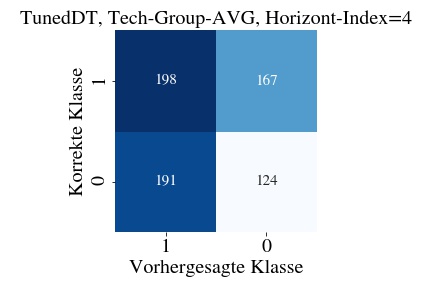 TunedDT, Tech-Group-AVG, Horizont-Index=4
Korrekte Klasse
1
198
167
0
191
124
1
0
Vorhergesagte Klasse